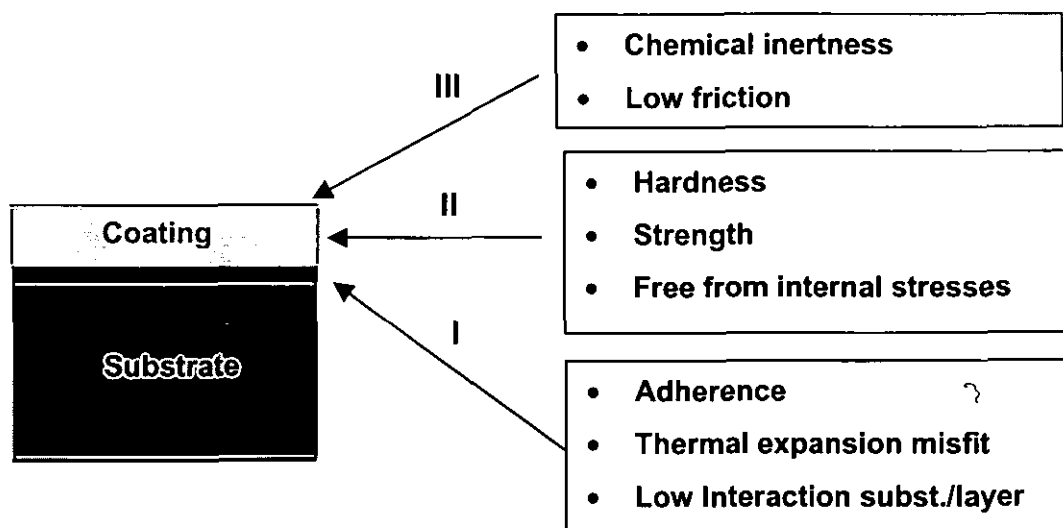 • Chemical inertness
• Low friction
III
• Hardness
• Strength
• Free from internal stresses
II
Coating
Substrate
I
• Adherence
• Thermal expansion misfit
• Low Interaction subst./layer